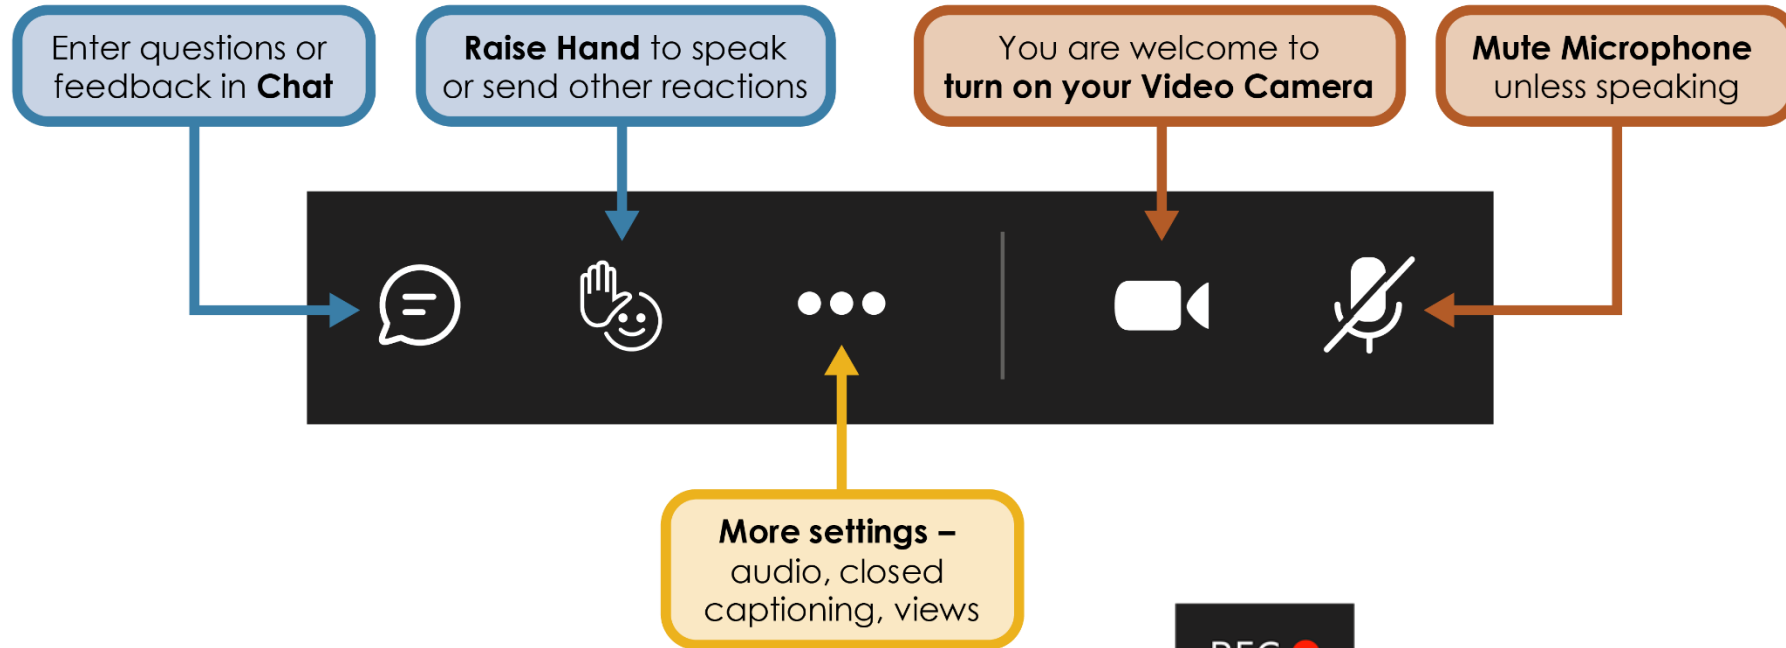 Enter questions or
feedback in Chat
Raise Hand to speak
or send other reactions
You are welcome to
turn on your Video Camera
Mute Microphone
unless speaking
More settings –
audio, closed
captioning, views
REC